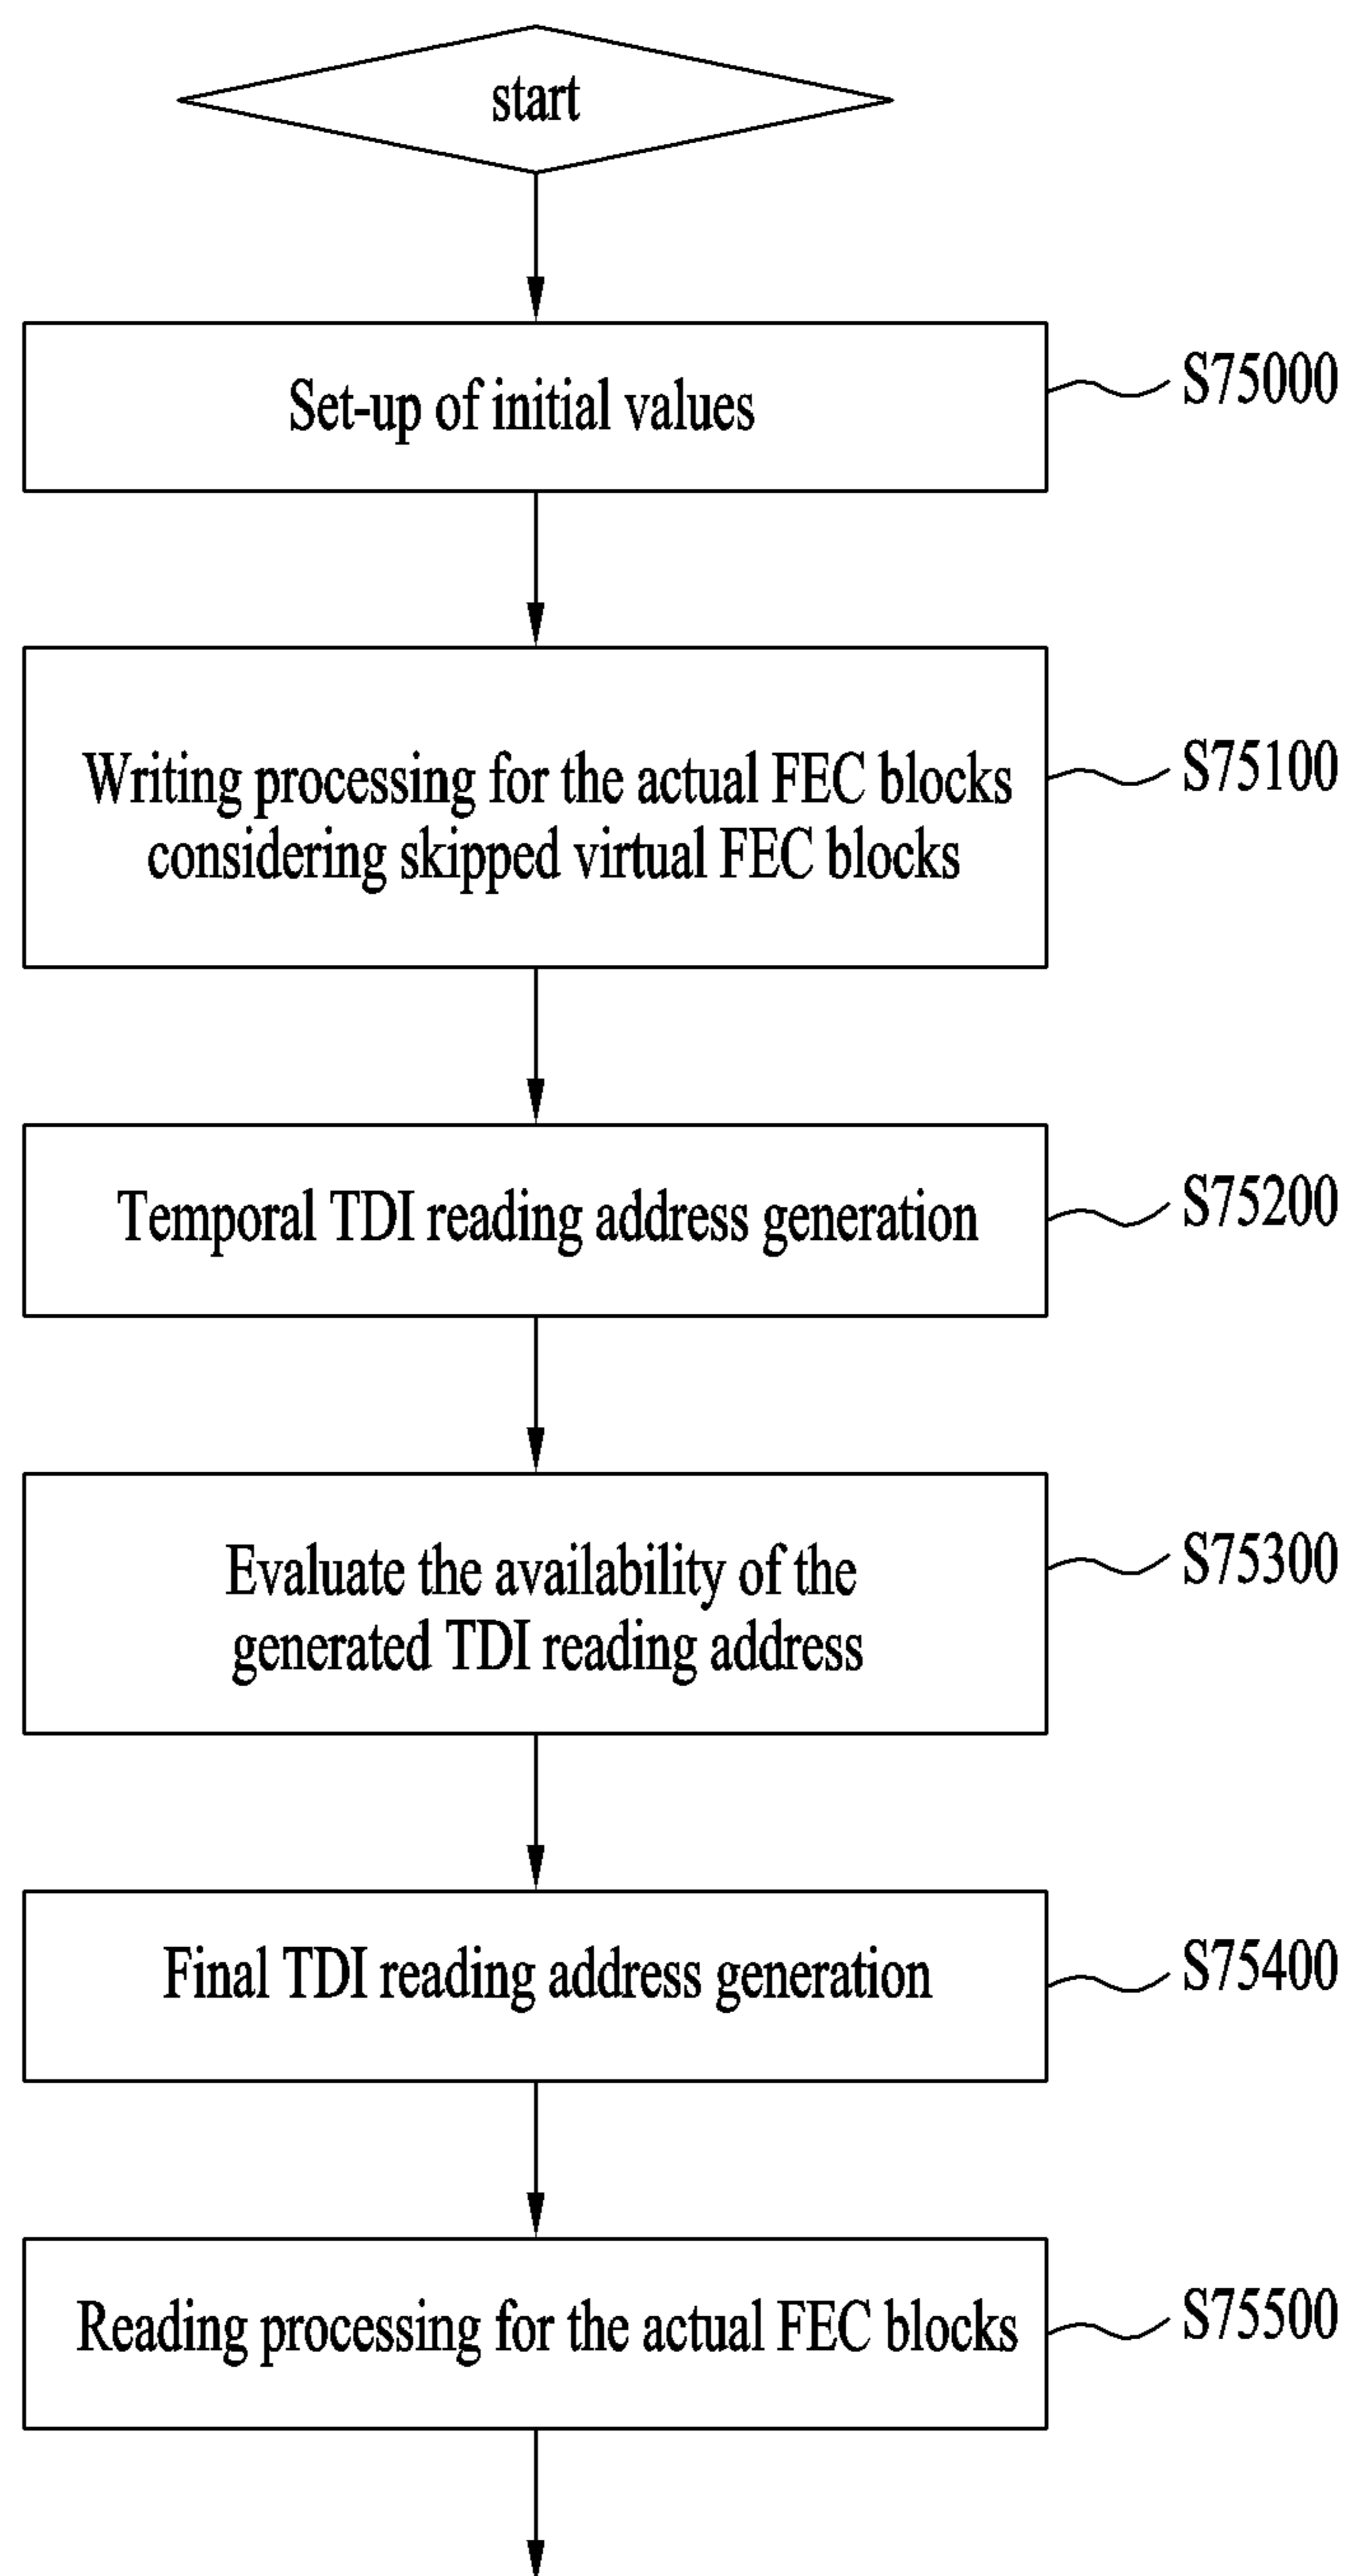 start
Set-up of initial values
S75000
Writing processing for the actual FEC blocks
considering skipped virtual FEC blocks
S75100
Temporal TDI reading address generation
S75200
Evaluate the availability of the
generated TDI reading address
S75300
Final TDI reading address generation
S75400
Reading processing for the actual FEC blocks
S75500